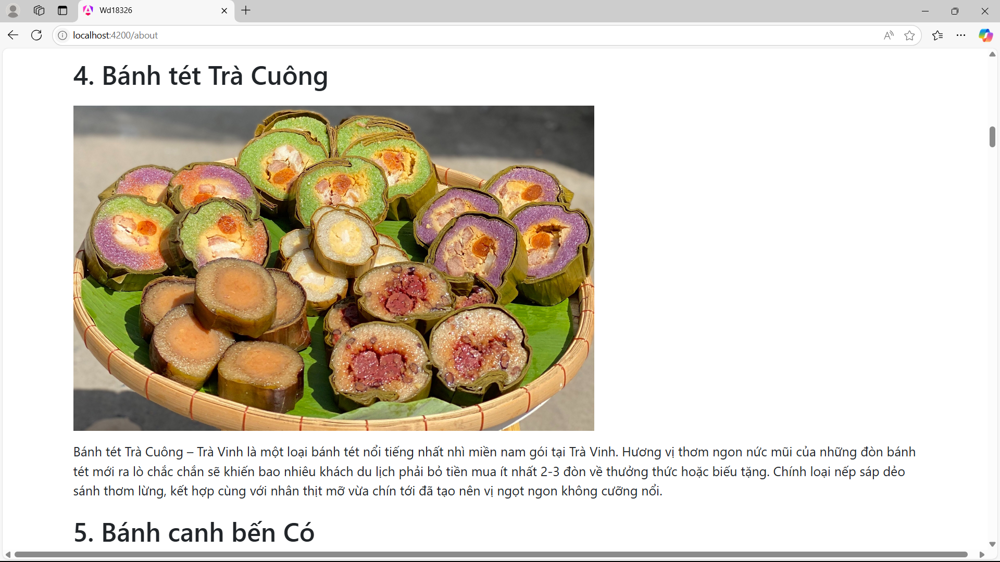 Wd18326
localhost:4200/about
4. Bánh tét Trà Cuông
Bánh tét Trà Cuông – Trà Vinh là một loại bánh tét nổi tiếng nhất nhì miền nam gói tại Trà Vinh. Hương vị thơm ngon nức mũi của những đòn bánh
tét mới ra lò chắc chắn sẽ khiến bao nhiêu khách du lịch phải bỏ tiền mua ít nhất 2-3 đòn về thưởng thức hoặc biếu tặng. Chính loại nếp sáp dẻo
sánh thơm lừng, kết hợp cùng với nhân thịt mỡ vừa chín tới đã tạo nên vị ngọt ngon không cưỡng nổi.
5. Bánh canh bến Có